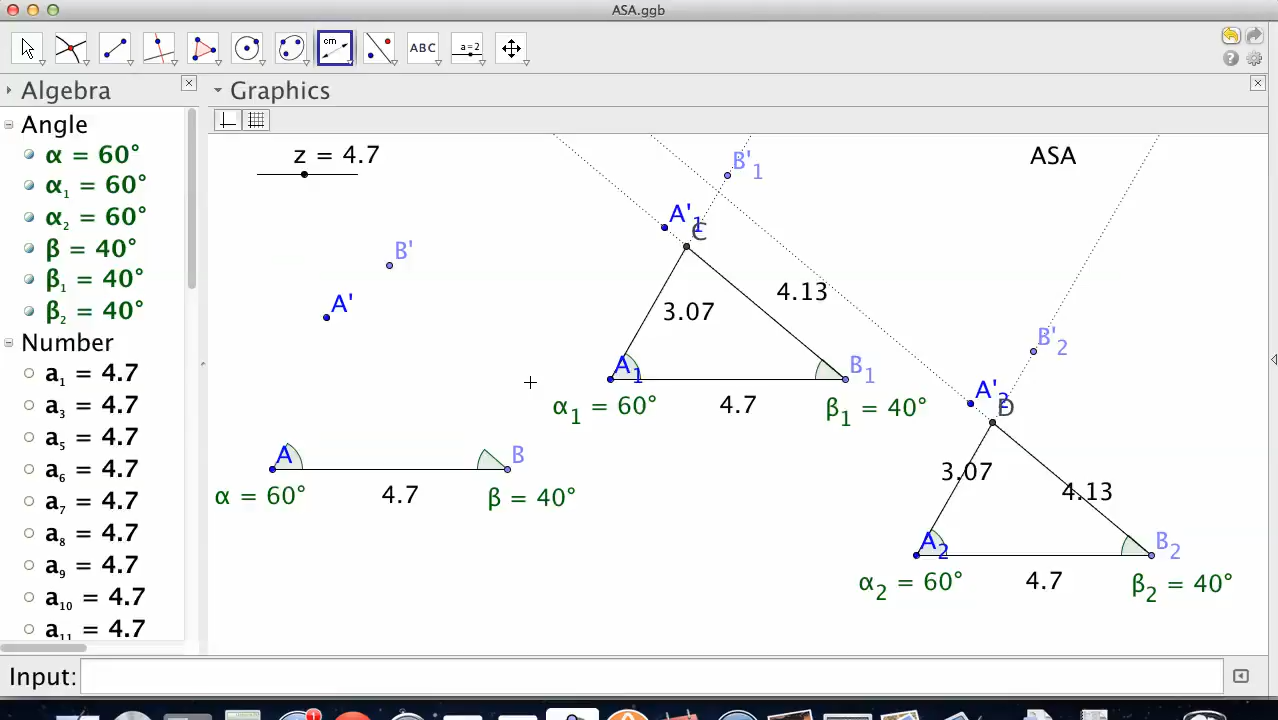 ASA.ggb
cm
ABC
a=2
Algebra
Graphics
Angle
α = 60°
α₁ = 60°
α₂ = 60°
β = 40°
β₁ = 40°
β₂ = 40°
Number
a₁ = 4.7
a₃ = 4.7
a₅ = 4.7
a₆ = 4.7
a₇ = 4.7
a₈ = 4.7
a₉ = 4.7
a₁₀ = 4.7
a₁₁ = 4.7
z = 4.7
ASA
B'
A'
A
B
α = 60°
4.7
β = 40°
B'₁
A'₁
C
4.13
3.07
A₁
B₁
α₁ = 60°
4.7
β₁ = 40°
B'₂
A'₂
D
3.07
4.13
A₂
B₂
α₂ = 60°
4.7
β₂ = 40°
Input:
1